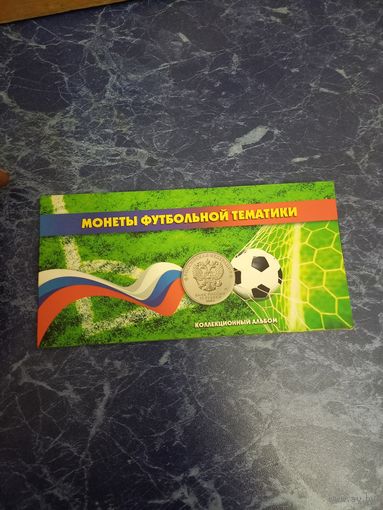 МОНЕТЫ ФУТБОЛЬНОЙ ТЕМАТИКИ
КОЛЛЕКЦИОННЫЙ АЛЬБОМ